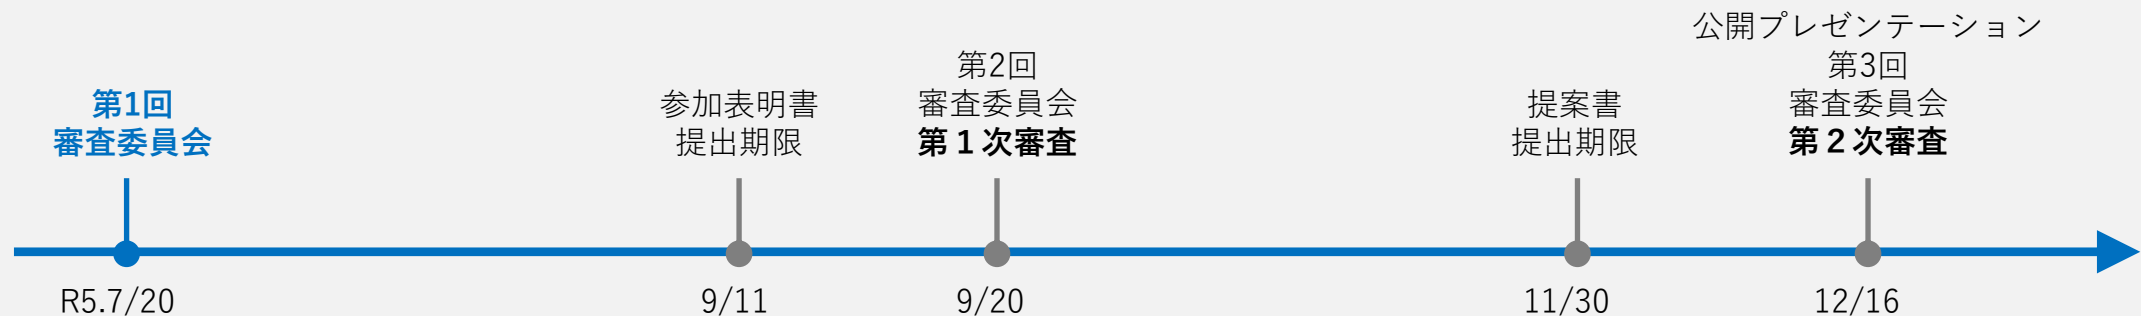 第1回
審査委員会
R5.7/20
参加表明書
提出期限
9/11
第2回
審査委員会
第１次審査
9/20
提案書
提出期限
11/30
公開プレゼンテーション
第3回
審査委員会
第２次審査
12/16